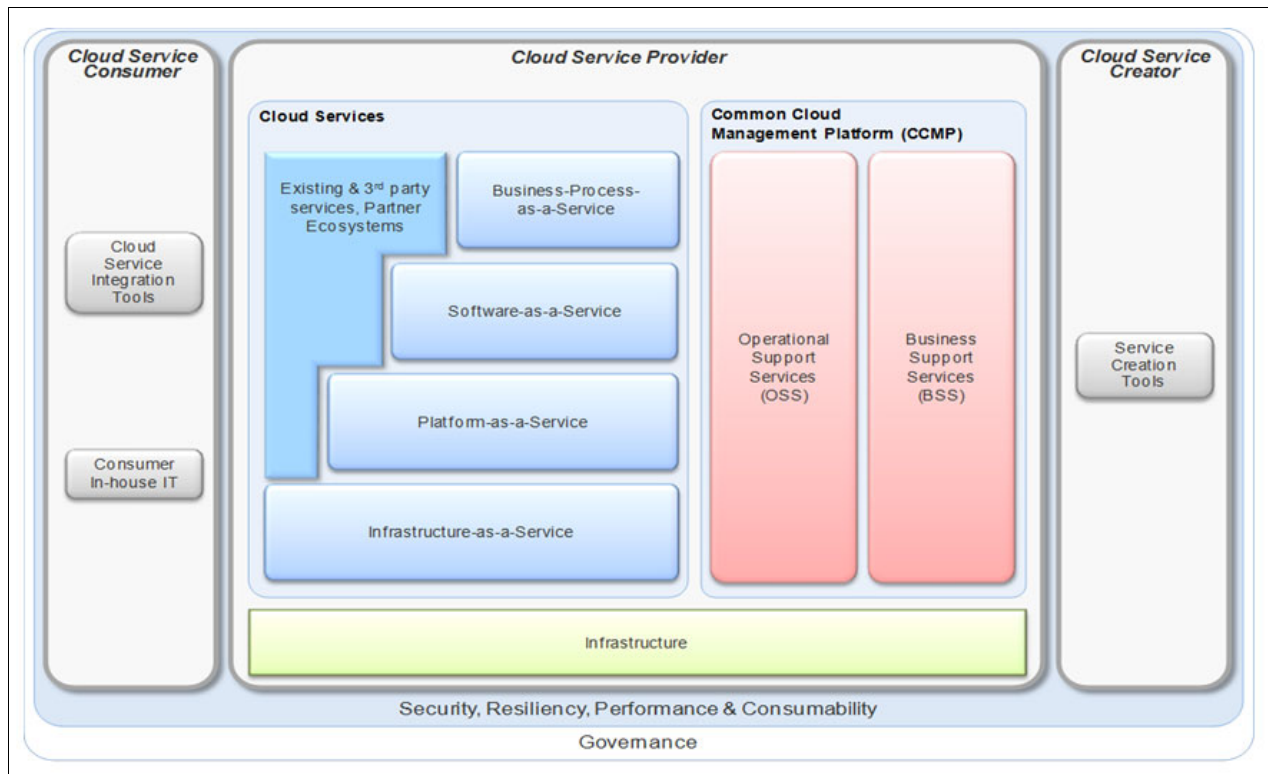 Cloud Service
Consumer
Cloud Service
Integration
Tools
Consumer
In-house IT
Cloud Service Provider
Cloud Services
Existing & 3rd party
services, Partner
Ecosystems
Business-Process-
as-a-Service
Software-as-a-Service
Platform-as-a-Service
Infrastructure-as-a-Service
Common Cloud
Management Platform (CCMP)
Operational
Support
Services
(OSS)
Business
Support
Services
(BSS)
Infrastructure
Cloud Service
Creator
Service
Creation
Tools
Security, Resiliency, Performance & Consumability
Governance